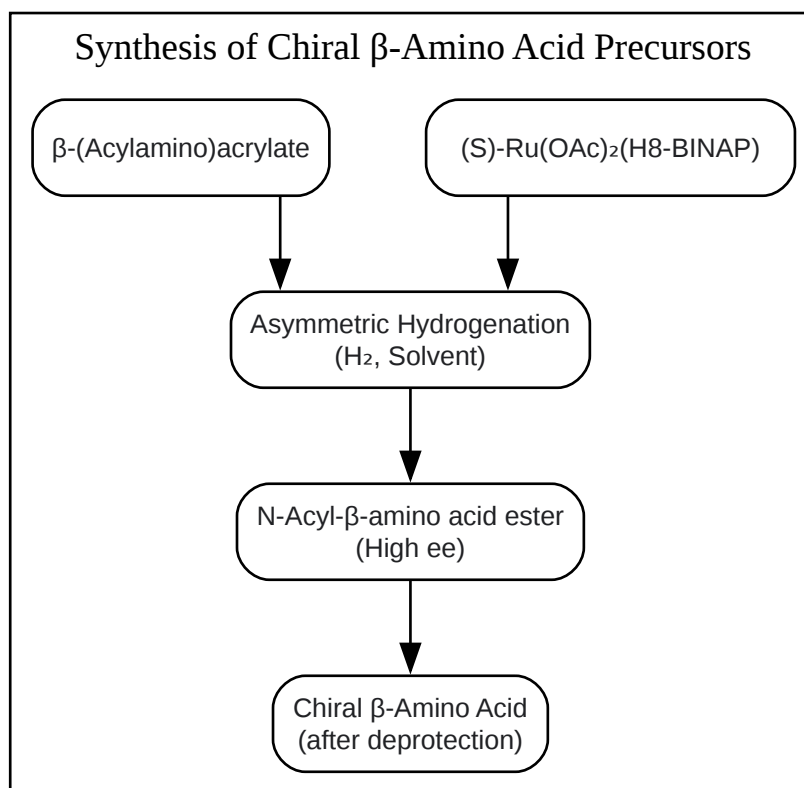 Synthesis of Chiral β-Amino Acid Precursors
β-(Acylamino)acrylate
(S)-Ru(OAc)₂(H8-BINAP)
Asymmetric Hydrogenation
(H₂, Solvent)
N-Acyl-β-amino acid ester
(High ee)
Chiral β-Amino Acid
(after deprotection)